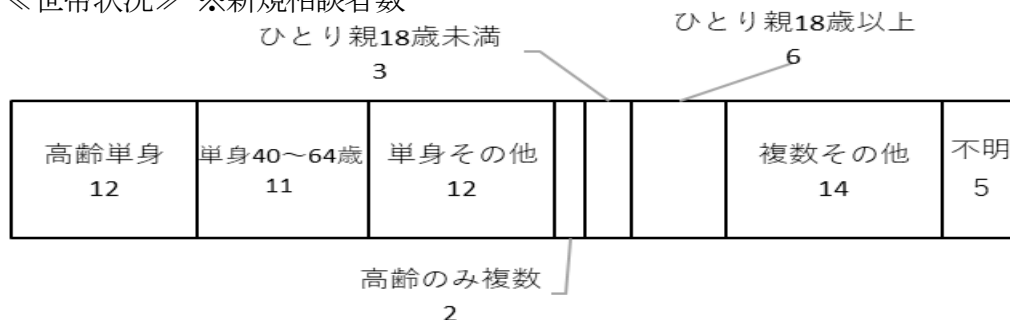 ≪世帯状況≫ ※新規相談者数
ひとり親18歳未満
3
ひとり親18歳以上
6
高齢単身
12
単身40～64歳
11
単身その他
12
複数その他
14
不明
5
高齢のみ複数
2